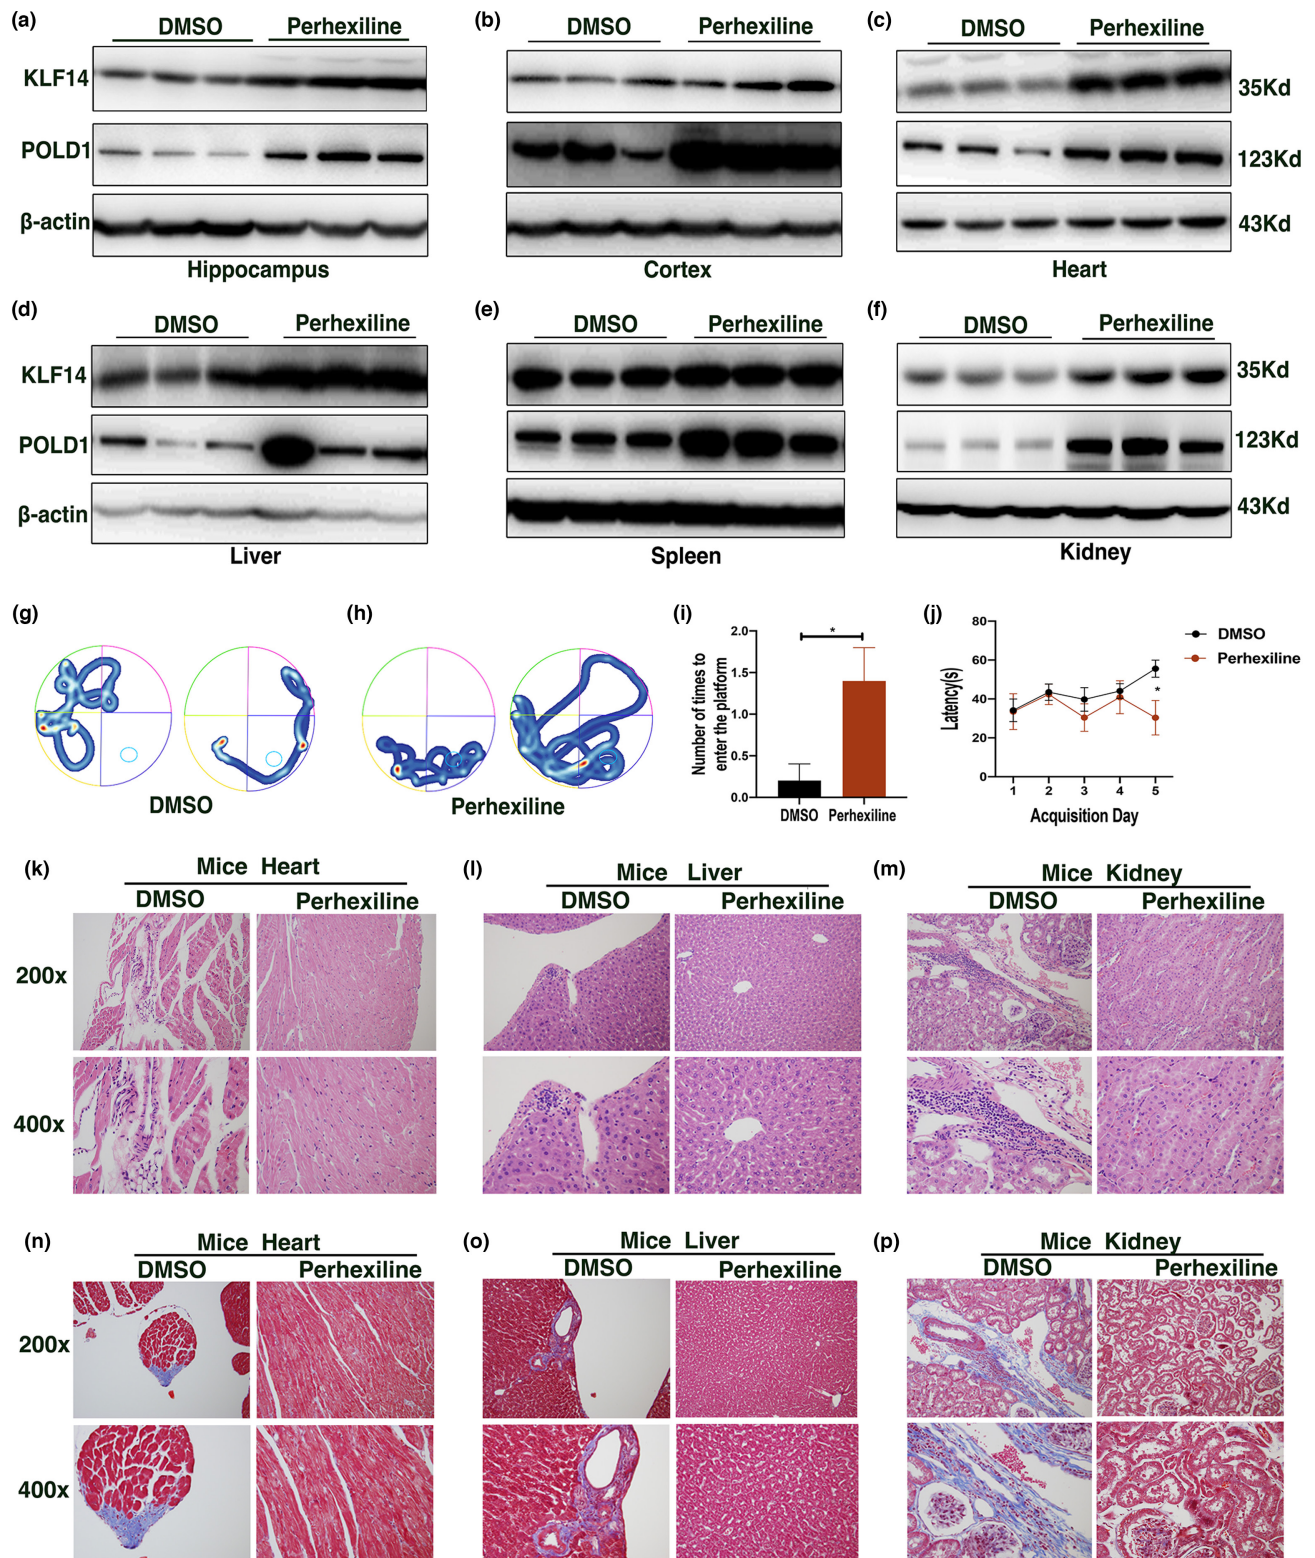 (a) DMSO Perhexiline (b) DMSO Perhexiline (c) DMSO Perhexiline
KLF14 35Kd
POLD1 123Kd
β-actin 43Kd
Hippocampus Cortex Heart
(d) DMSO Perhexiline (e) DMSO Perhexiline (f) DMSO Perhexiline
KLF14 35Kd
POLD1 123Kd
β-actin 43Kd
Liver Spleen Kidney
(g) (h) (i) (j)
DMSO
Perhexiline
Number of times to
enter the platform
2.0
1.5
1.0
0.5
0.0
*
DMSO Perhexiline
Latency(s)
80
60
40
20
0
*
1 2 3 4 5
Acquisition Day
DMSO
Perhexiline
(k) Mice Heart (l) Mice Liver (m) Mice Kidney
DMSO Perhexiline DMSO Perhexiline DMSO Perhexiline
200x
400x
(n) Mice Heart (o) Mice Liver (p) Mice Kidney
DMSO Perhexiline DMSO Perhexiline DMSO Perhexiline
200x
400x